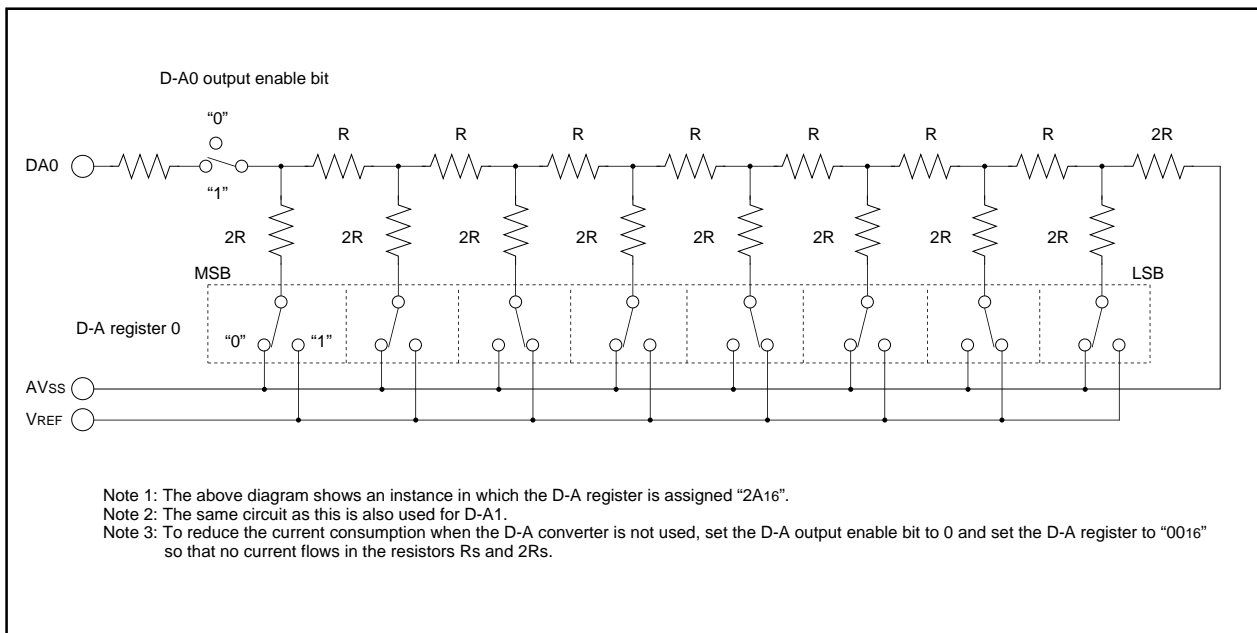 D-A0 output enable bit
“0”
R R R R R R R 2R
DA0
“1”
2R 2R 2R 2R 2R 2R 2R 2R
MSB LSB
D-A register 0
“0” “1”
AVSS
VREF
Note 1: The above diagram shows an instance in which the D-A register is assigned “2A16”.
Note 2: The same circuit as this is also used for D-A1.
Note 3: To reduce the current consumption when the D-A converter is not used, set the D-A output enable bit to 0 and set the D-A register to “0016”
so that no current flows in the resistors Rs and 2Rs.